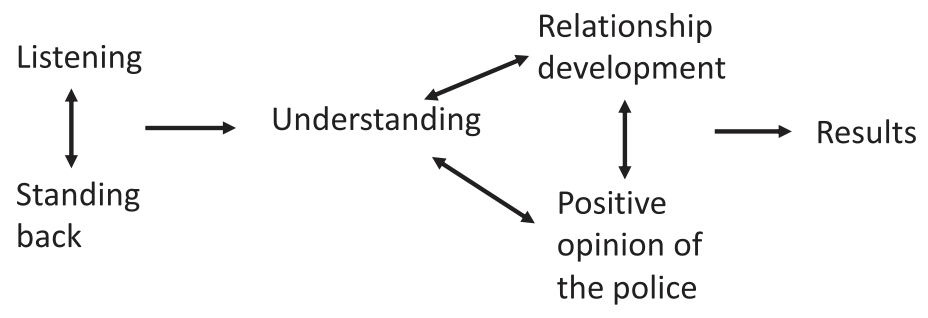 Listening
Standing
back
Understanding
Relationship
development
Positive
opinion of
the police
Results